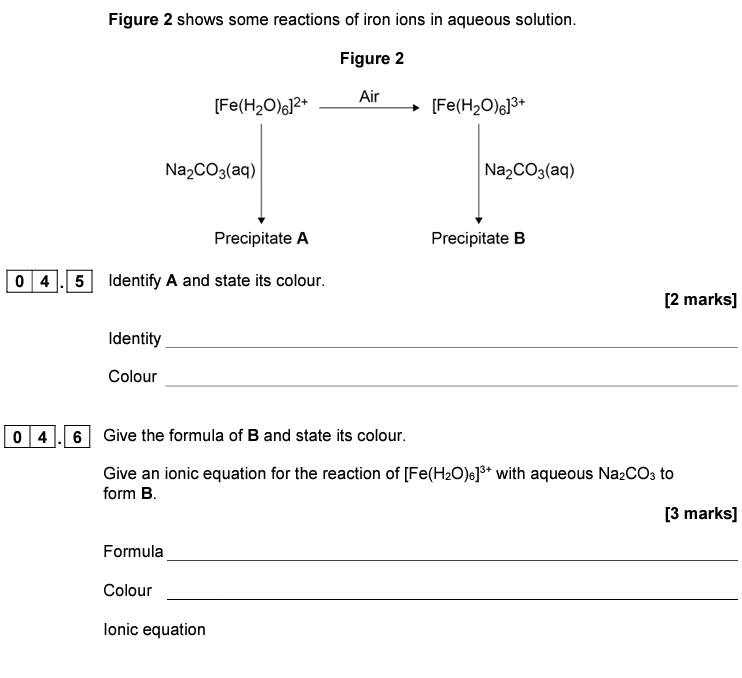 Figure 2 shows some reactions of iron ions in aqueous solution.
Figure 2
[Fe(H₂O)₆]²⁺ Air [Fe(H₂O)₆]³⁺
Na₂CO₃(aq) Na₂CO₃(aq)
Precipitate A Precipitate B
0 4 . 5 Identify A and state its colour.
[2 marks]
Identity
Colour
0 4 . 6 Give the formula of B and state its colour.
Give an ionic equation for the reaction of [Fe(H₂O)₆]³⁺ with aqueous Na₂CO₃ to
form B.
[3 marks]
Formula
Colour
Ionic equation